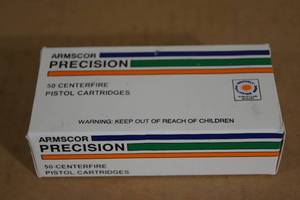 ARMSCOR
PRECISION
50 CENTERFIRE
PISTOL CARTRIDGES
WARNING: KEEP OUT OF REACH OF CHILDREN
ARMSCOR
PRECISION
50 CENTERFIRE
PISTOL CARTRIDGES